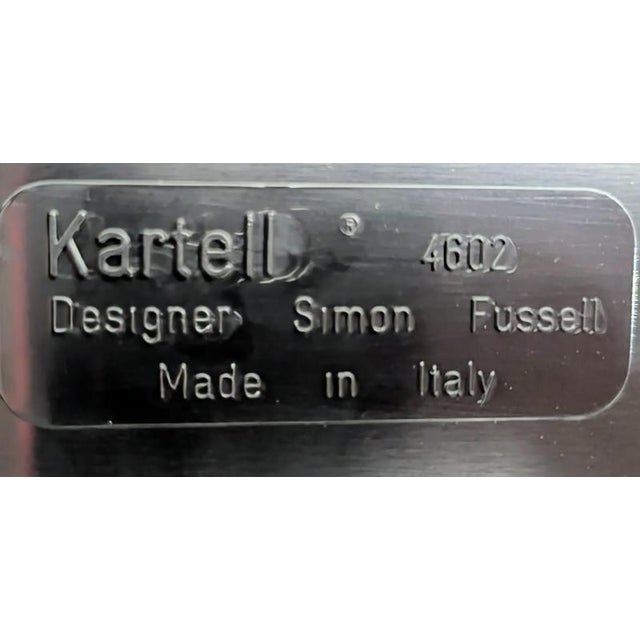 Kartell ® 4602
Designer Simon Fussell
Made in Italy